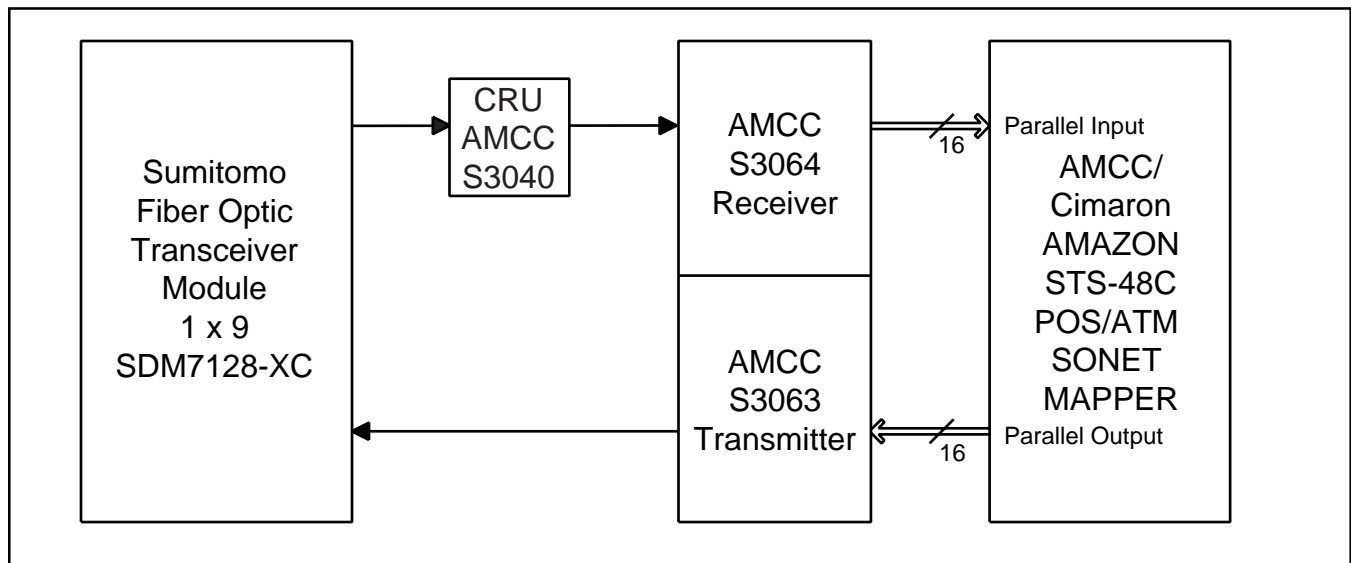 Sumitomo
Fiber Optic
Transceiver
Module
1 x 9
SDM7128-XC
CRU
AMCC
S3040
AMCC
S3064
Receiver
AMCC
S3063
Transmitter
16
16
Parallel Input
AMCC/
Cimaron
AMAZON
STS-48C
POS/ATM
SONET
MAPPER
Parallel Output